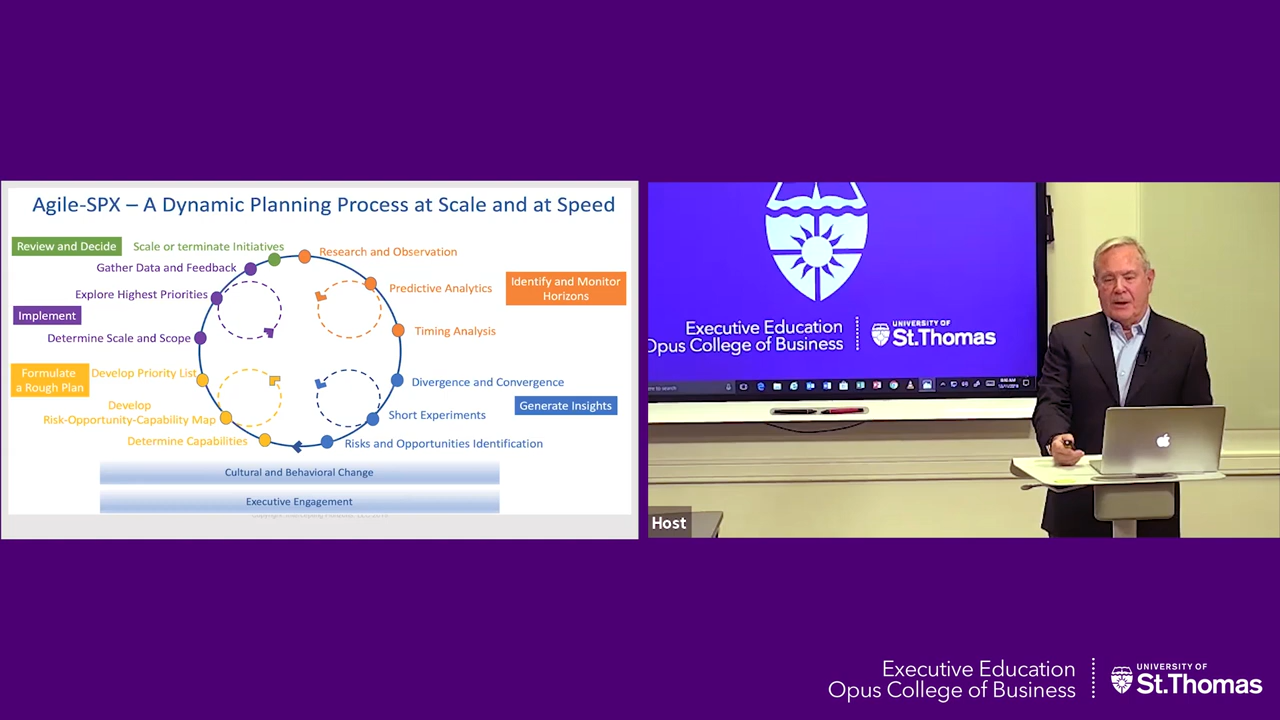 Agile-SPX – A Dynamic Planning Process at Scale and at Speed
Review and Decide
Scale or terminate Initiatives
Research and Observation
Gather Data and Feedback
Predictive Analytics
Identify and Monitor
Horizons
Explore Highest Priorities
Implement
Timing Analysis
Determine Scale and Scope
Formulate
a Rough Plan
Develop Priority List
Divergence and Convergence
Develop
Risk-Opportunity-Capability Map
Short Experiments
Generate Insights
Determine Capabilities
Risks and Opportunities Identification
Cultural and Behavioral Change
Executive Engagement
Executive Education
Opus College of Business
UNIVERSITY OF
St.Thomas
Host
Executive Education
Opus College of Business
UNIVERSITY OF
St.Thomas